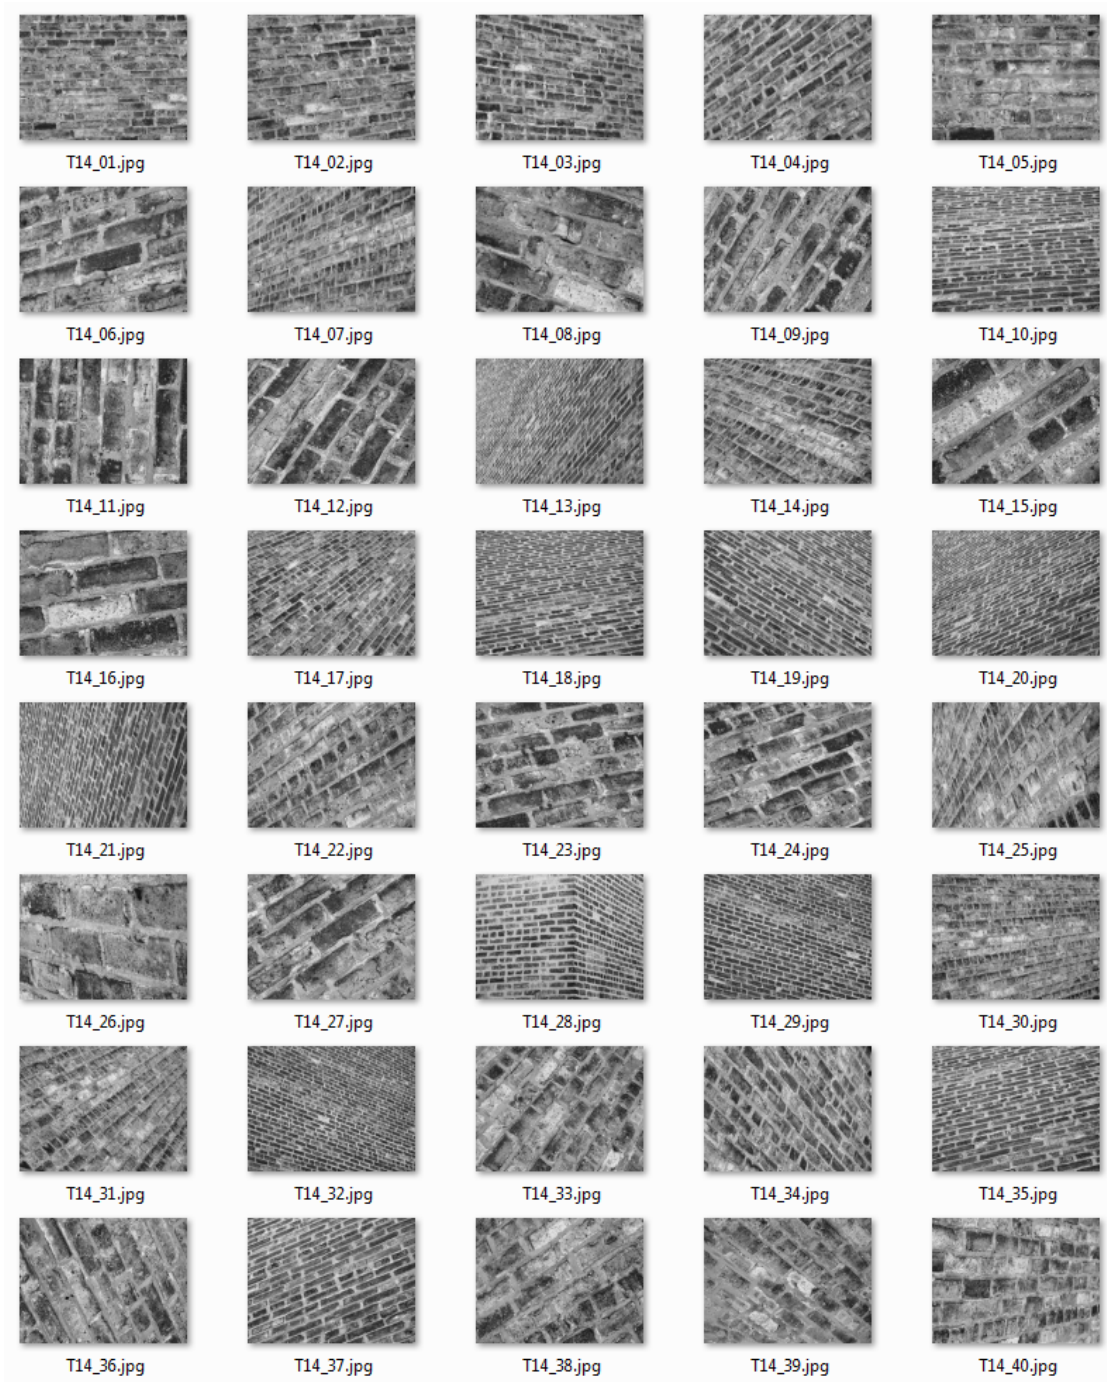 T14_01.jpg T14_02.jpg T14_03.jpg T14_04.jpg T14_05.jpg
T14_06.jpg T14_07.jpg T14_08.jpg T14_09.jpg T14_10.jpg
T14_11.jpg T14_12.jpg T14_13.jpg T14_14.jpg T14_15.jpg
T14_16.jpg T14_17.jpg T14_18.jpg T14_19.jpg T14_20.jpg
T14_21.jpg T14_22.jpg T14_23.jpg T14_24.jpg T14_25.jpg
T14_26.jpg T14_27.jpg T14_28.jpg T14_29.jpg T14_30.jpg
T14_31.jpg T14_32.jpg T14_33.jpg T14_34.jpg T14_35.jpg
T14_36.jpg T14_37.jpg T14_38.jpg T14_39.jpg T14_40.jpg